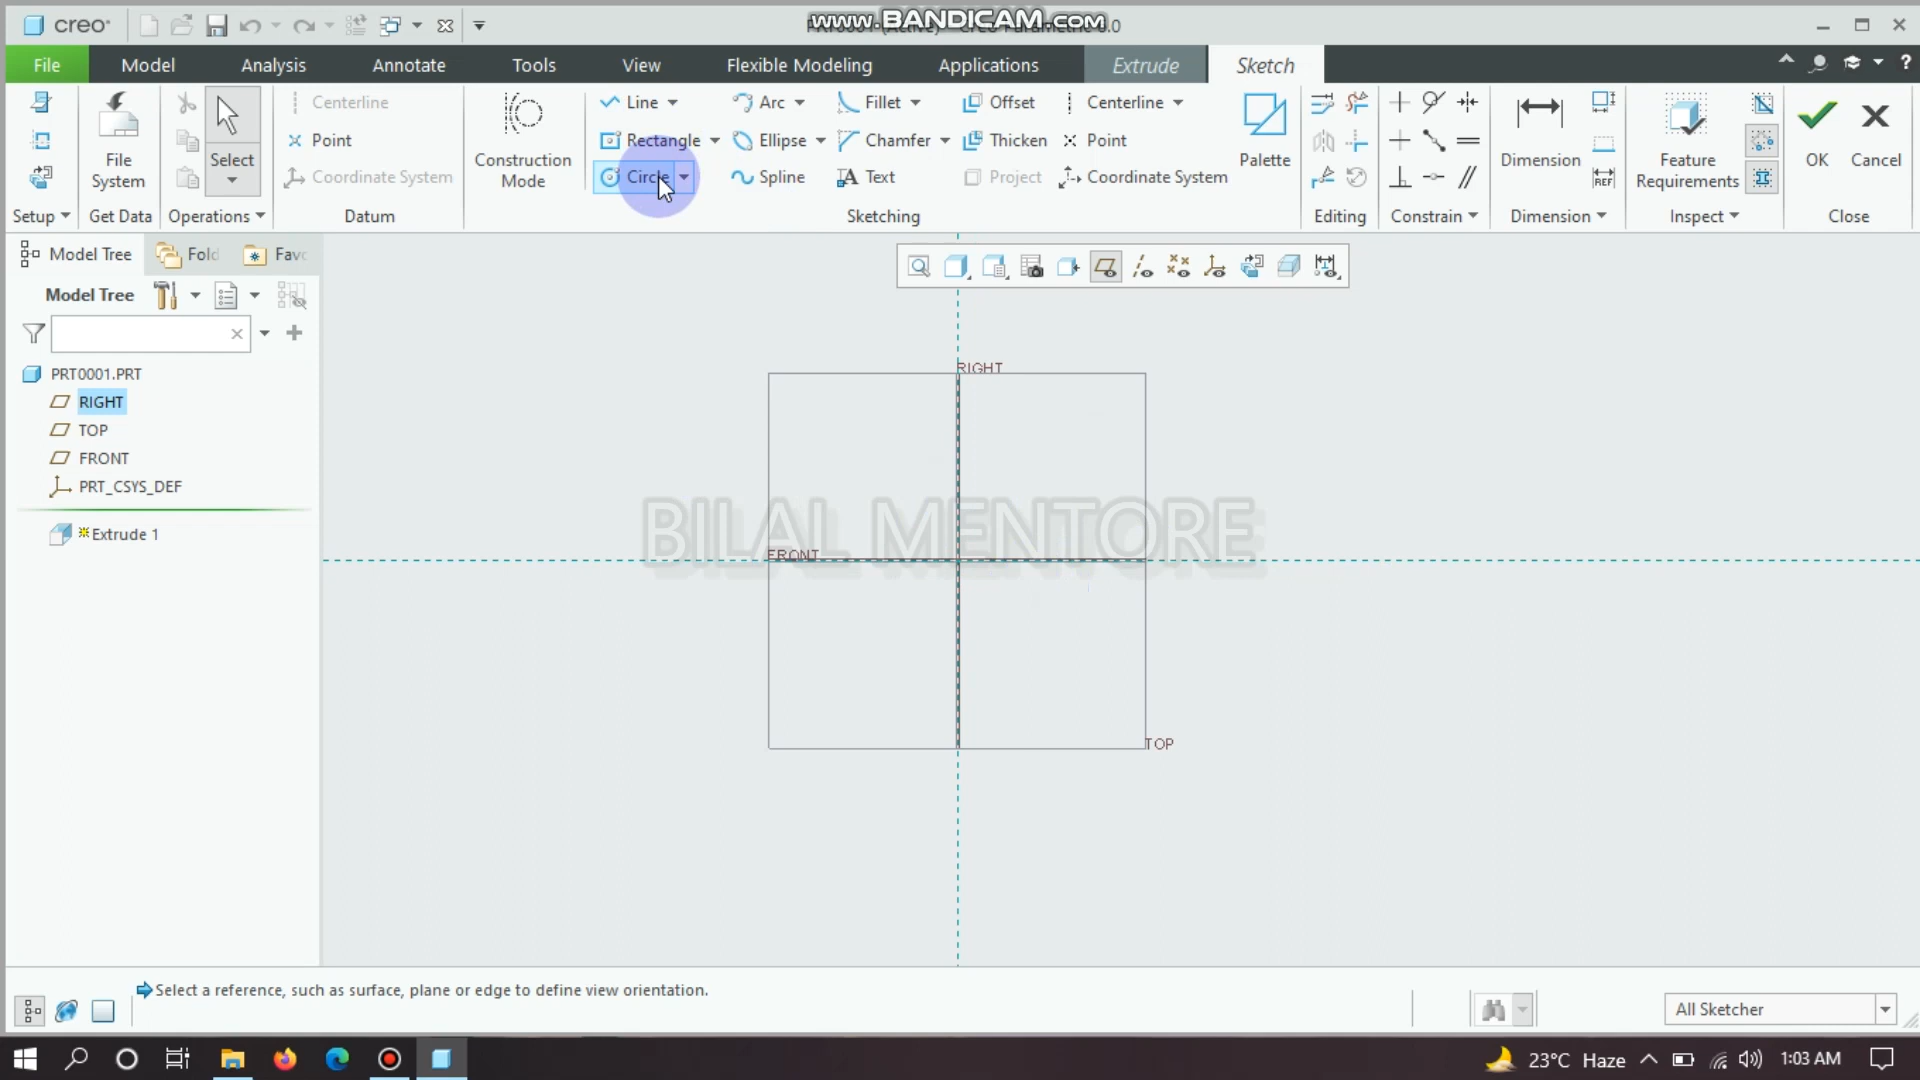 creo
www.BANDICAM.com
File Model Analysis Annotate Tools View Flexible Modeling Applications Extrude Sketch
Centerline
Point
Coordinate System
File System
Select
Construction Mode
Line Arc Fillet Offset Centerline
Rectangle Ellipse Chamfer Thicken Point
Circle Spline Text Project Coordinate System
Palette
Dimension
REF
Feature Requirements
OK
Cancel
Setup Get Data Operations Datum Sketching Editing Constrain Dimension Inspect Close
Model Tree Fold Favo
Model Tree
PRT0001.PRT
RIGHT
TOP
FRONT
PRT_CSYS_DEF
Extrude 1
RIGHT
BILAL MENTORE
FRONT
TOP
Select a reference, such as surface, plane or edge to define view orientation.
All Sketcher
23°C Haze 1:03 AM